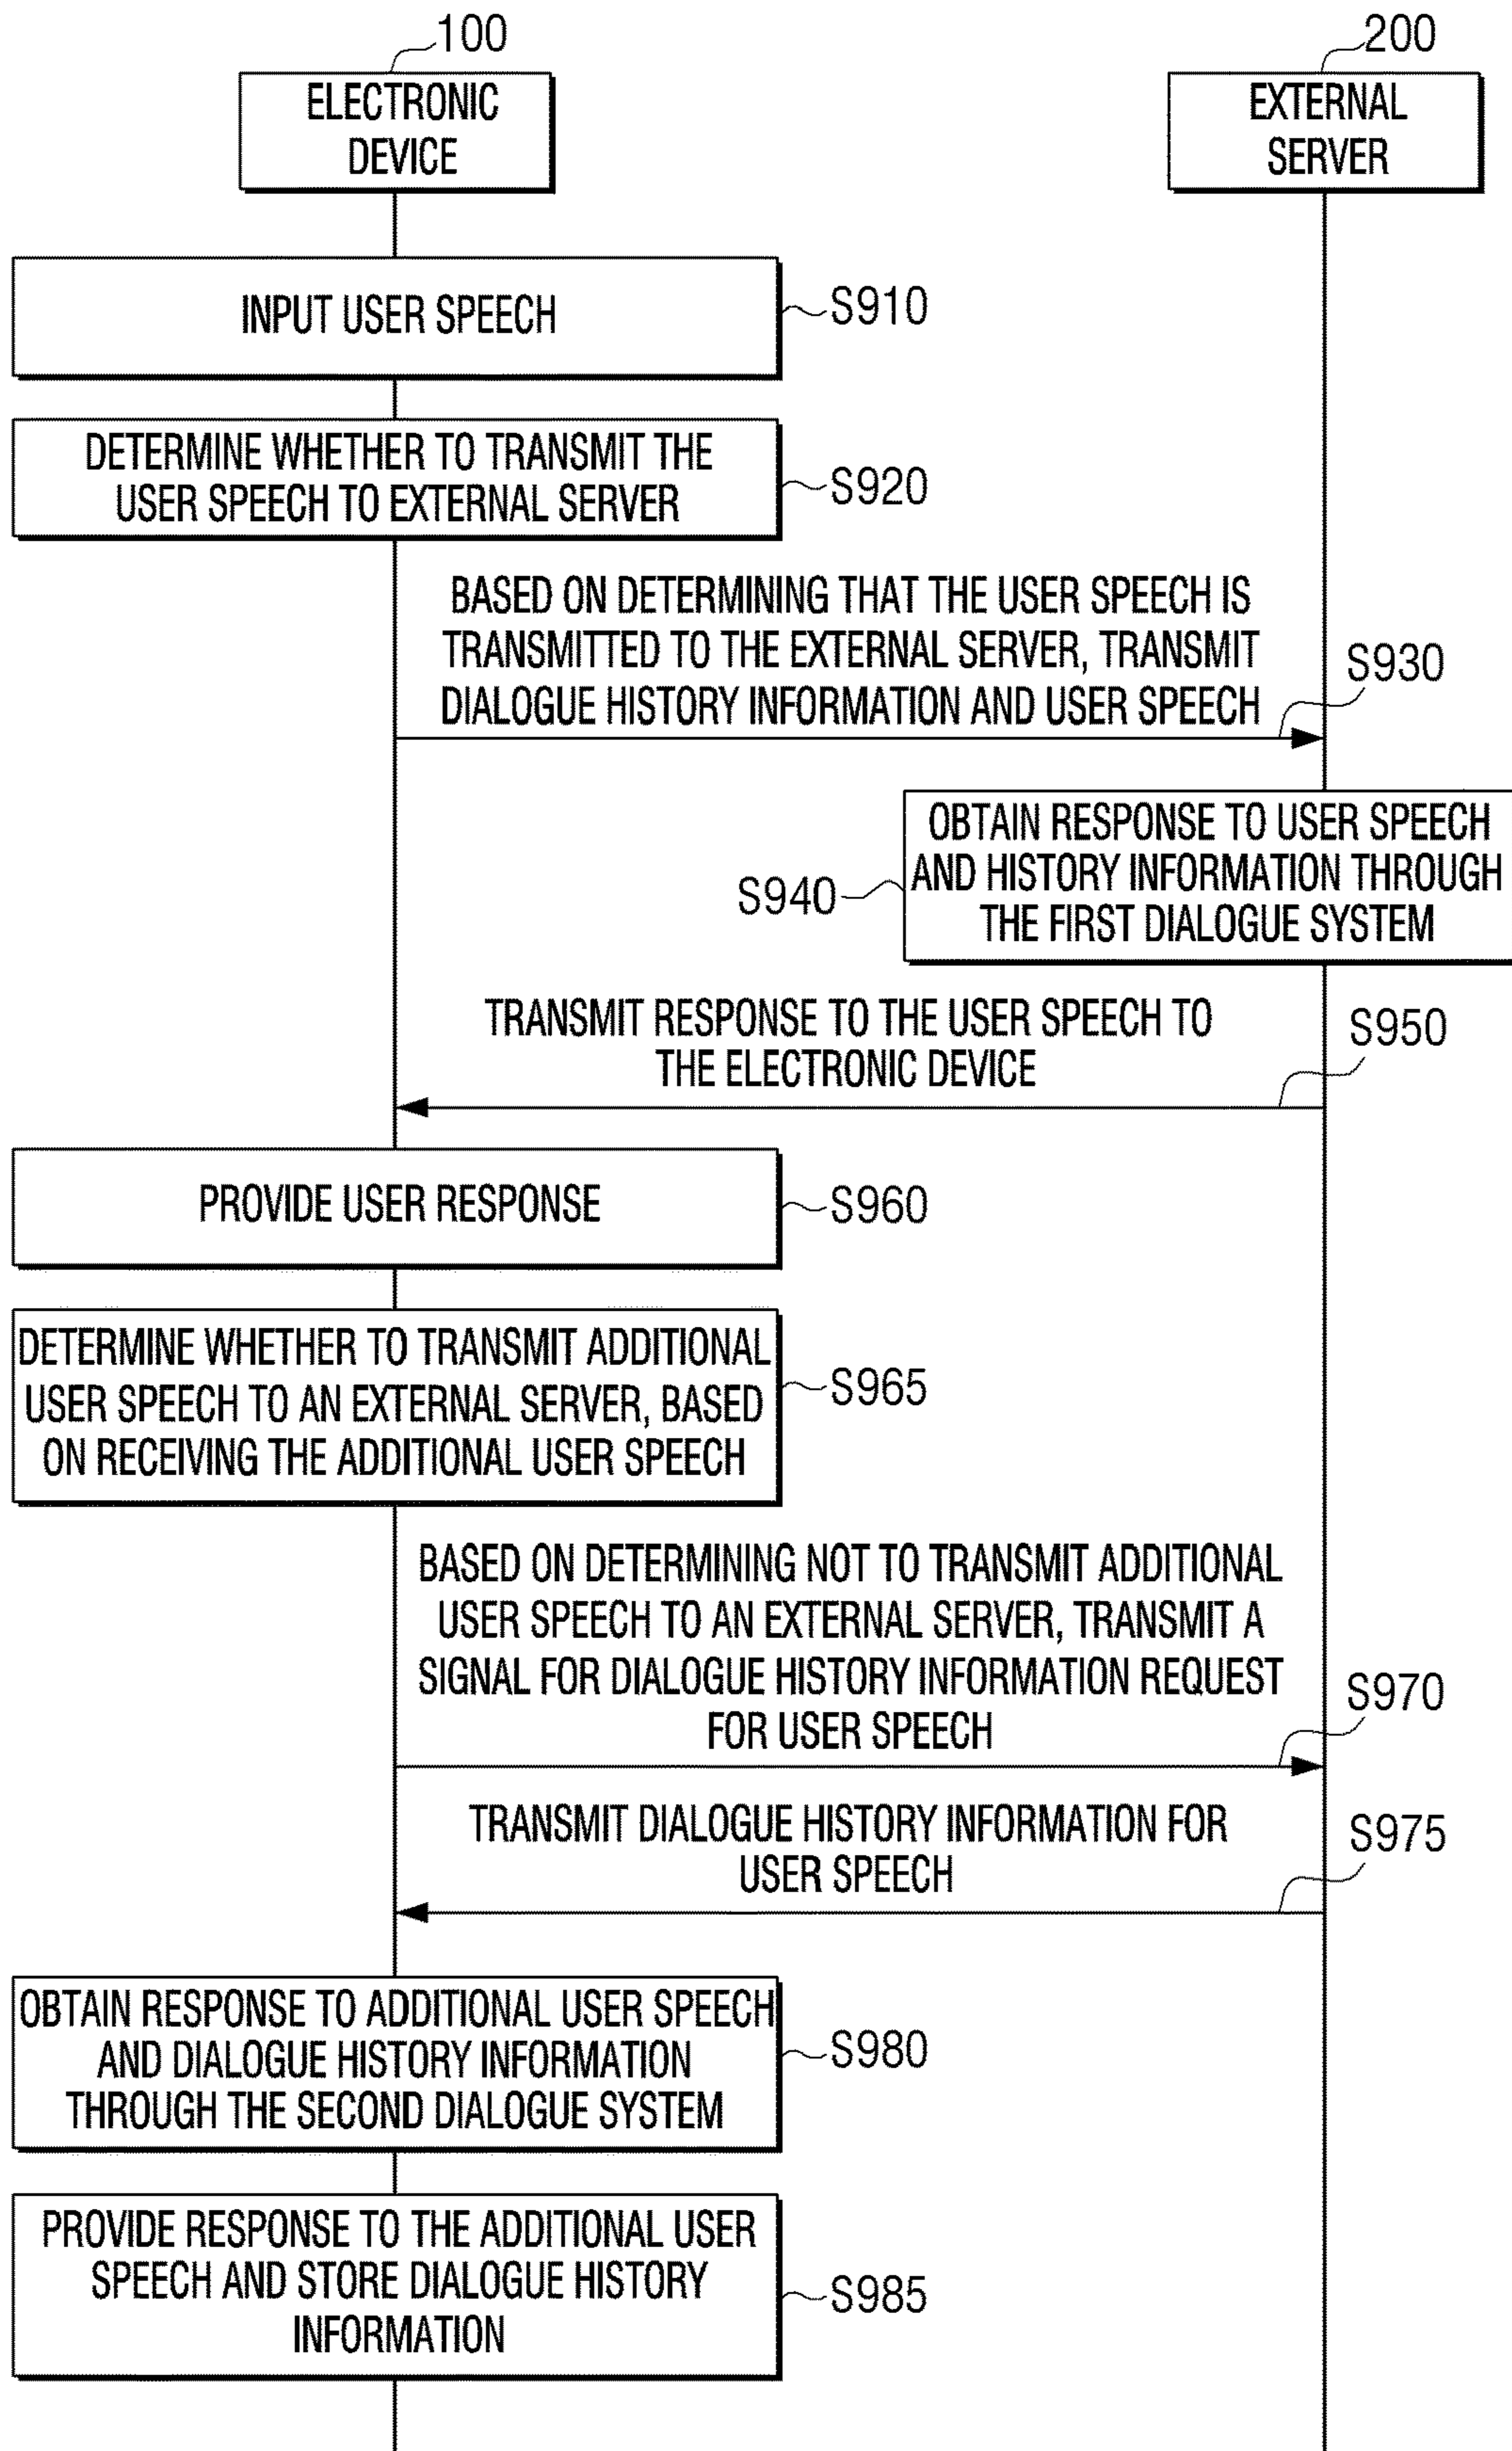 100
200
ELECTRONIC
DEVICE
EXTERNAL
SERVER
INPUT USER SPEECH
S910
DETERMINE WHETHER TO TRANSMIT THE
USER SPEECH TO EXTERNAL SERVER
S920
BASED ON DETERMINING THAT THE USER SPEECH IS
TRANSMITTED TO THE EXTERNAL SERVER, TRANSMIT
DIALOGUE HISTORY INFORMATION AND USER SPEECH
S930
OBTAIN RESPONSE TO USER SPEECH
AND HISTORY INFORMATION THROUGH
THE FIRST DIALOGUE SYSTEM
S940
TRANSMIT RESPONSE TO THE USER SPEECH TO
THE ELECTRONIC DEVICE
S950
PROVIDE USER RESPONSE
S960
DETERMINE WHETHER TO TRANSMIT ADDITIONAL
USER SPEECH TO AN EXTERNAL SERVER, BASED
ON RECEIVING THE ADDITIONAL USER SPEECH
S965
BASED ON DETERMINING NOT TO TRANSMIT ADDITIONAL
USER SPEECH TO AN EXTERNAL SERVER, TRANSMIT A
SIGNAL FOR DIALOGUE HISTORY INFORMATION REQUEST
FOR USER SPEECH
S970
TRANSMIT DIALOGUE HISTORY INFORMATION FOR
USER SPEECH
S975
OBTAIN RESPONSE TO ADDITIONAL USER SPEECH
AND DIALOGUE HISTORY INFORMATION
THROUGH THE SECOND DIALOGUE SYSTEM
S980
PROVIDE RESPONSE TO THE ADDITIONAL USER
SPEECH AND STORE DIALOGUE HISTORY
INFORMATION
S985